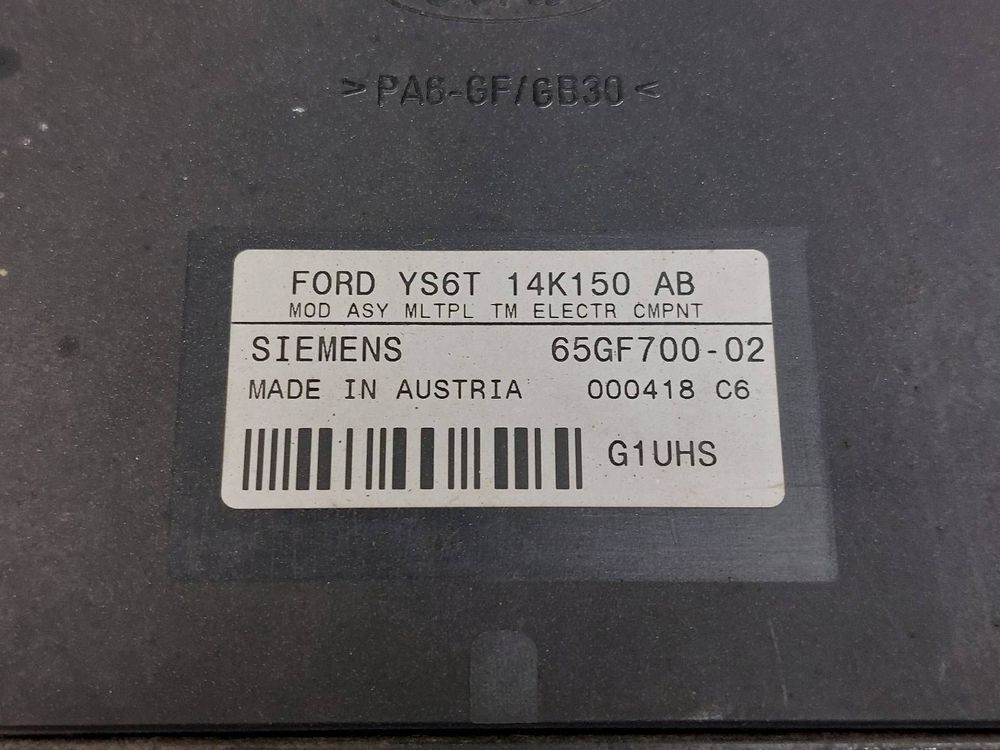 >PA6-GF/GB30<
FORD YS6T 14K150 AB
MOD ASY MLTPL TM ELECTR CMPNT
SIEMENS 65GF700-02
MADE IN AUSTRIA 000418 C6
G1UHS